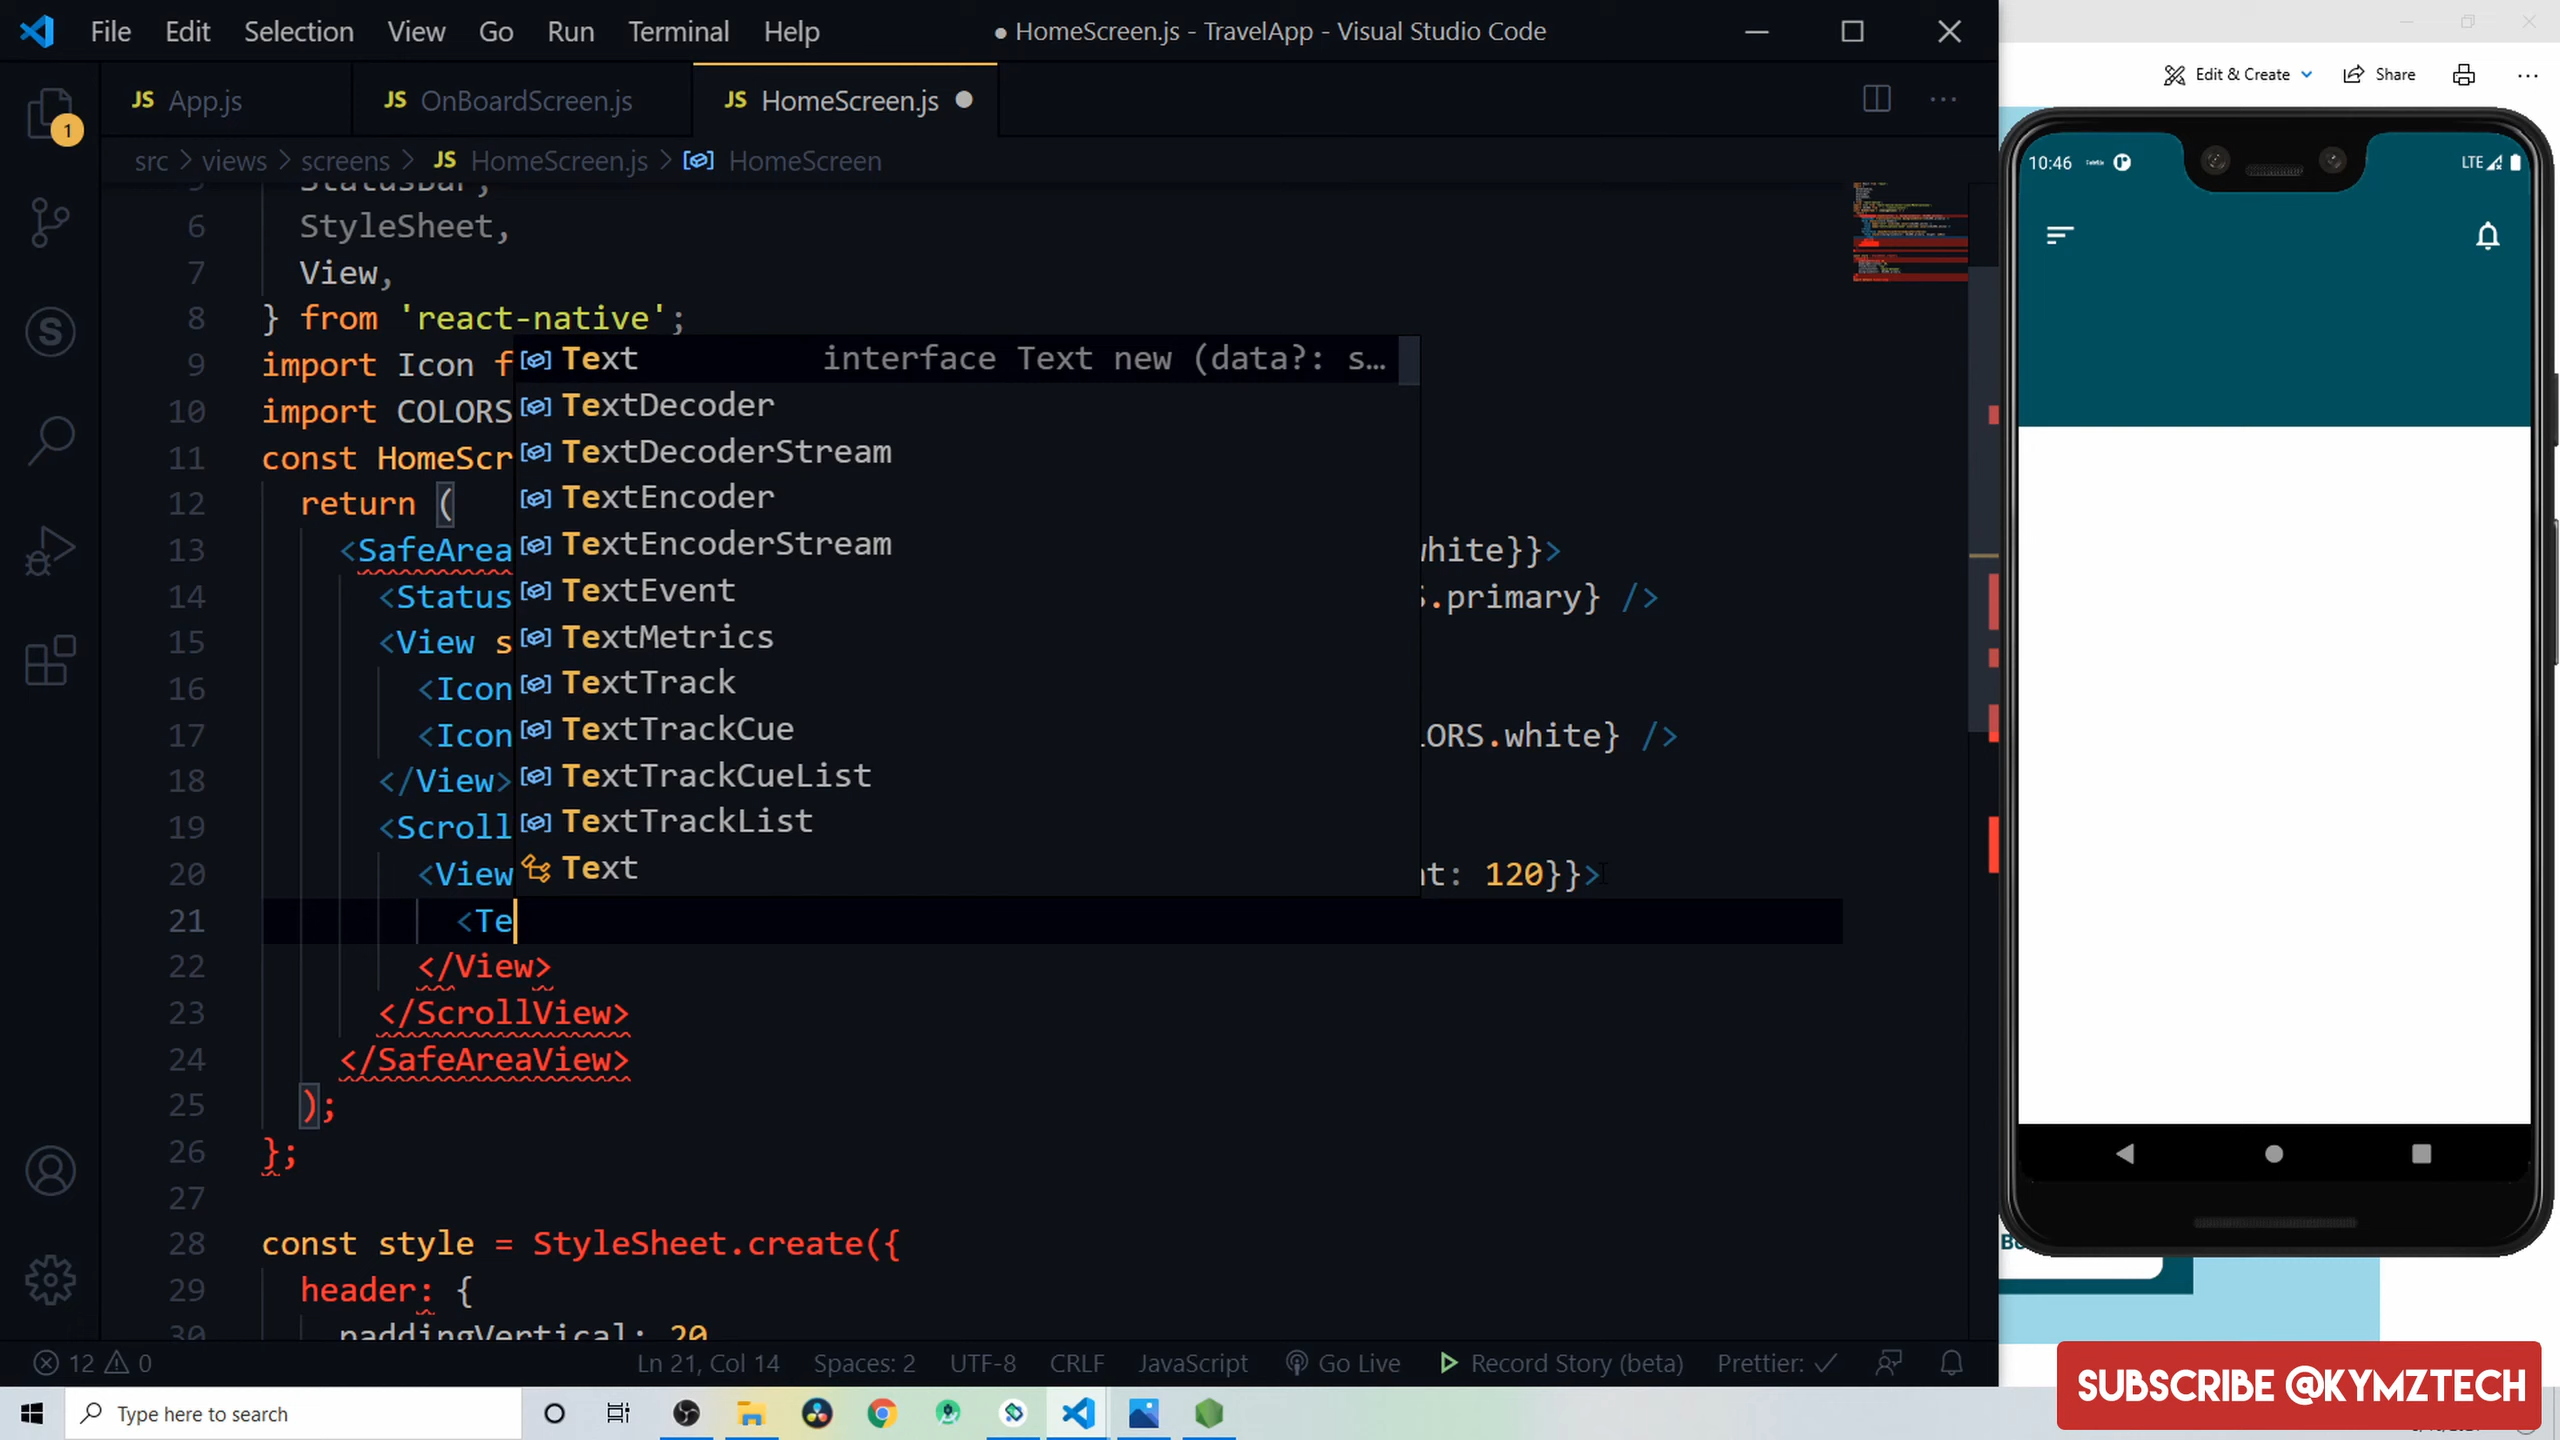 File Edit Selection View Go Run Terminal Help
● HomeScreen.js - TravelApp - Visual Studio Code
JS App.js JS OnBoardScreen.js JS HomeScreen.js ●
src > views > screens > JS HomeScreen.js > HomeScreen
1
StatusBar,
6 StyleSheet,
7 View,
8 } from 'react-native';
9 import Icon f
10 import COLORS
11 const HomeScr
12 return (
13 <SafeArea white}}>
14 <Status .primary} />
15 <View s
16 <Icon
17 <Icon ORS.white} />
18 </View>
19 <Scroll
20 <View t: 120}}>
21 <Te
22 </View>
23 </ScrollView>
24 </SafeAreaView>
25 );
26 };
27
28 const style = StyleSheet.create({
29 header: {
30 paddingVertical: 20
Text interface Text new (data?: s...
TextDecoder
TextDecoderStream
TextEncoder
TextEncoderStream
TextEvent
TextMetrics
TextTrack
TextTrackCue
TextTrackCueList
TextTrackList
Text
12 0 Ln 21, Col 14 Spaces: 2 UTF-8 CRLF JavaScript Go Live Record Story (beta) Prettier: ✓
Type here to search
Edit & Create Share
10:46 LTE
SUBSCRIBE @KYMZTECH